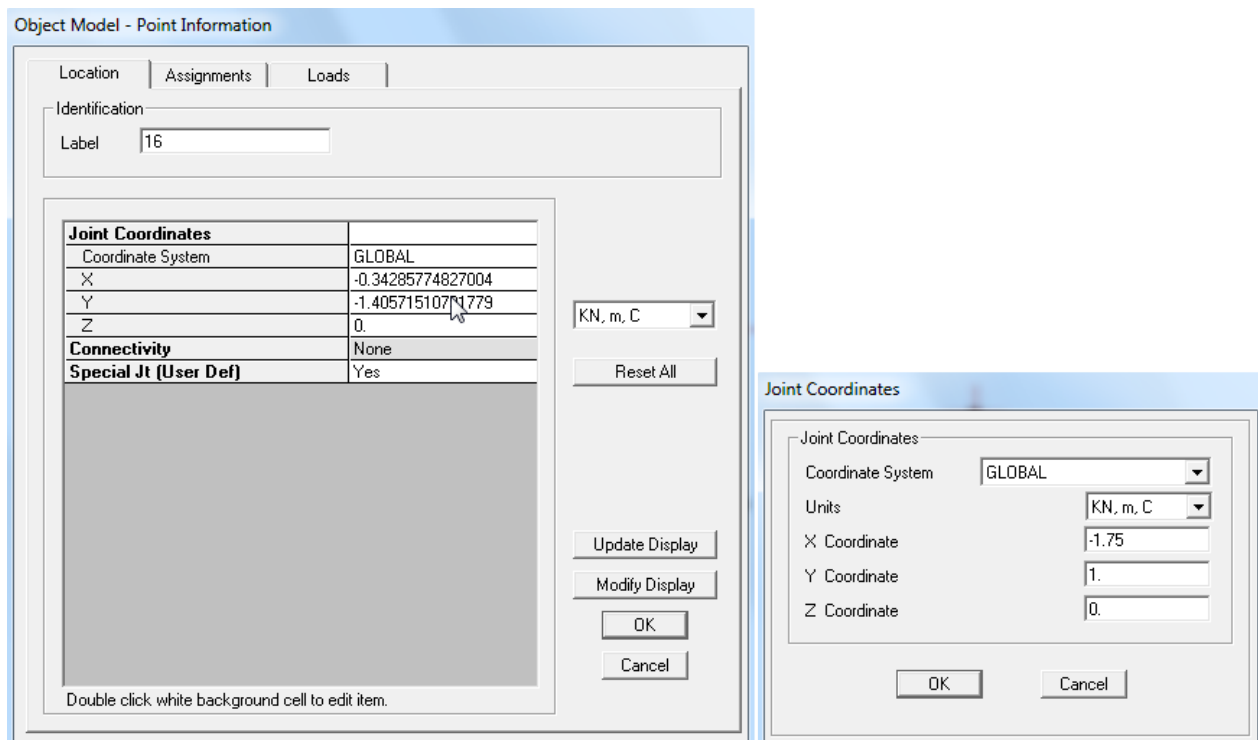 Object Model - Point Information
Location Assignments Loads
Identification
Label 16
Joint Coordinates
Coordinate System GLOBAL
X -0.34285774827004
Y
Z 0.
Connectivity None
Special Jt (User Def) Yes
KN, m, C
Reset All
Update Display
Modify Display
OK
Cancel
Double click white background cell to edit item.
Joint Coordinates
Joint Coordinates
Coordinate System GLOBAL
Units KN, m, C
X Coordinate -1.75
Y Coordinate 1.
Z Coordinate 0.
OK Cancel